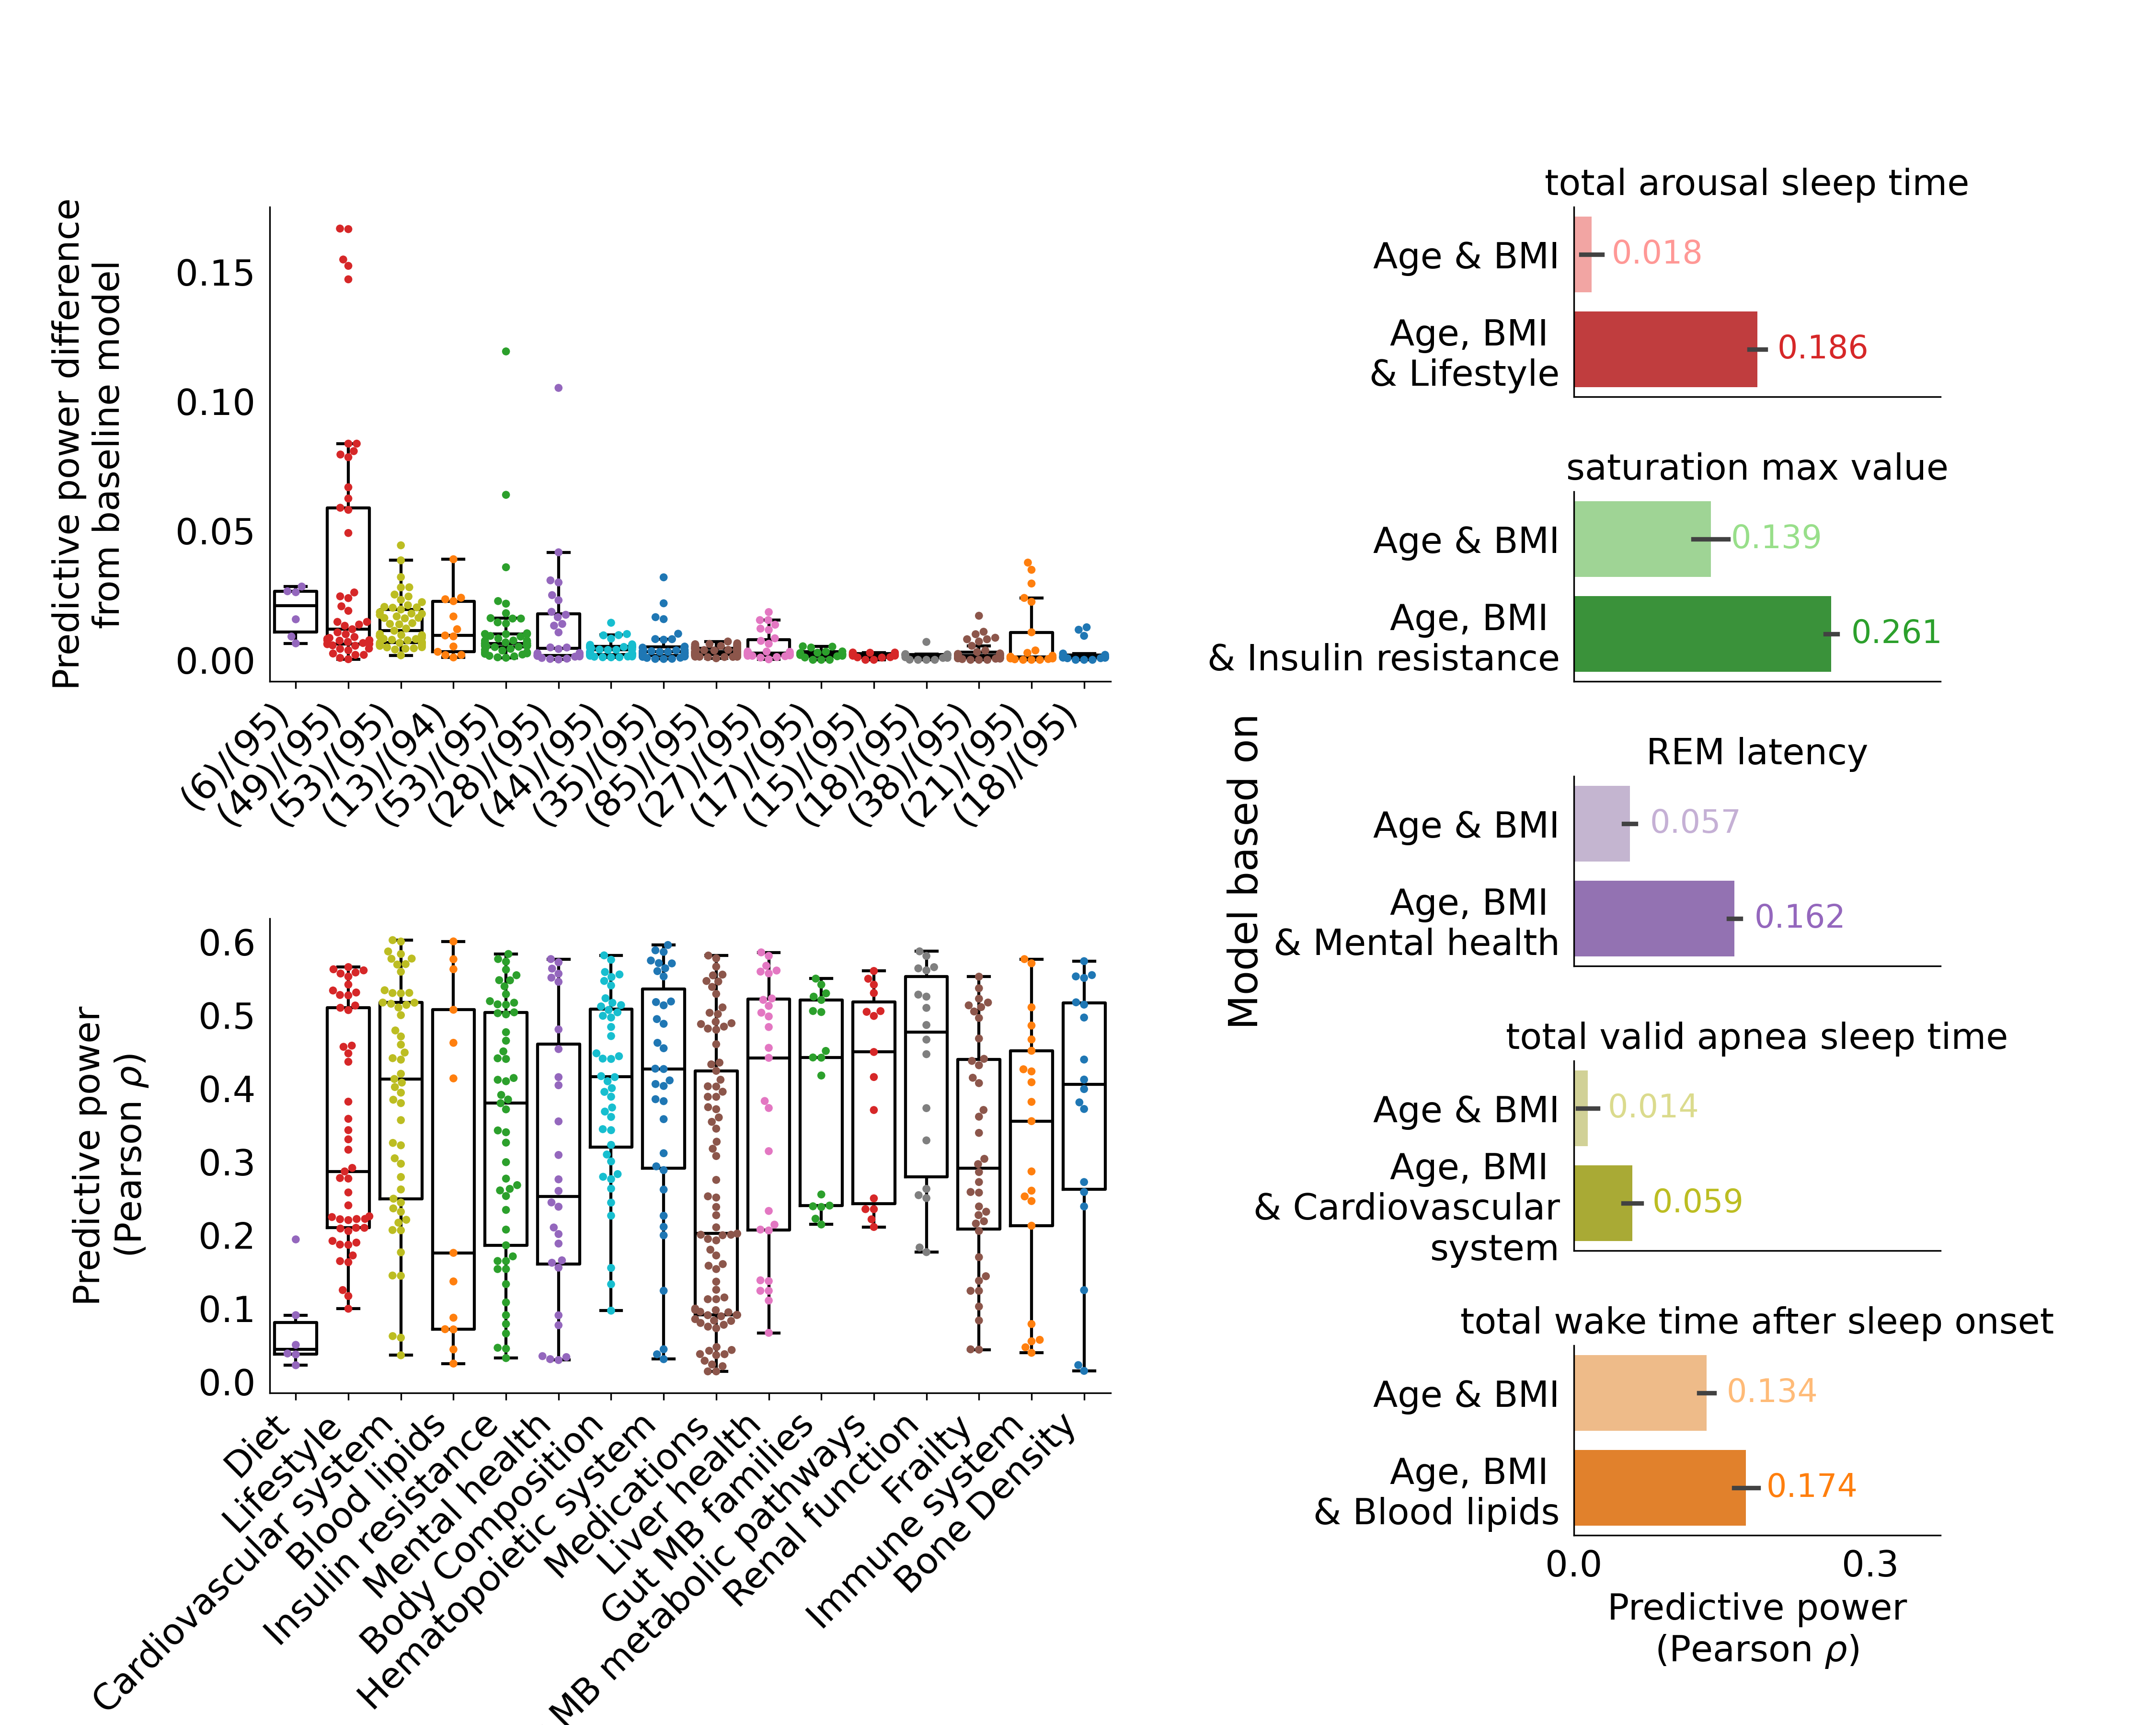 Predictive power difference
from baseline model
0.15
0.10
0.05
0.00
(6)/(95)
(49)/(95)
(53)/(95)
(13)/(94)
(53)/(95)
(28)/(95)
(44)/(95)
(35)/(95)
(85)/(95)
(27)/(95)
(17)/(95)
(15)/(95)
(18)/(95)
(38)/(95)
(21)/(95)
(18)/(95)
Predictive power
(Pearson ρ)
0.6
0.5
0.4
0.3
0.2
0.1
0.0
Diet
Lifestyle
Cardiovascular system
Blood lipids
Insulin resistance
Mental health
Body Composition
Hematopoietic system
Medications
Liver health
Gut MB families
MB metabolic pathways
Renal function
Frailty
Immune system
Bone Density
Model based on
total arousal sleep time
Age & BMI
0.018
Age, BMI
& Lifestyle
0.186
saturation max value
Age & BMI
0.139
Age, BMI
& Insulin resistance
0.261
REM latency
Age & BMI
0.057
Age, BMI
& Mental health
0.162
total valid apnea sleep time
Age & BMI
0.014
Age, BMI
& Cardiovascular
system
0.059
total wake time after sleep onset
Age & BMI
0.134
Age, BMI
& Blood lipids
0.174
0.0
0.3
Predictive power
(Pearson ρ)